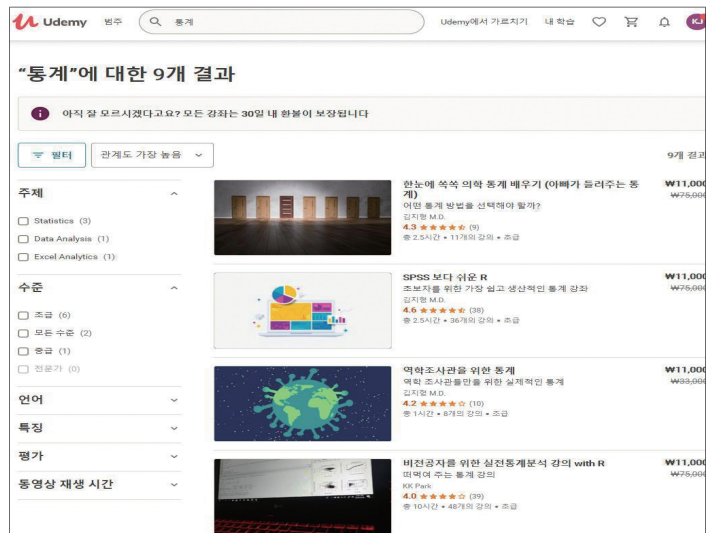 Udemy 범주 통계 Udemy에서 가르치기 내 학습 KJ
“통계”에 대한 9개 결과
아직 잘 모르시겠다고요? 모든 강좌는 30일 내 환불이 보장됩니다
필터 관계도 가장 높음 9개 결과
주제
Statistics (3)
Data Analysis (1)
Excel Analytics (1)
수준
초급 (6)
모든 수준 (2)
중급 (1)
전문가 (0)
언어
특징
평가
동영상 재생 시간
한눈에 쏙쏙 의학 통계 배우기 (아빠가 들려주는 통계) ₩11,000
어떤 통계 방법을 선택해야 할까? ₩75,000
김지형 M.D.
4.3 (9)
총 2.5시간 • 11개의 강의 • 초급
SPSS 보다 쉬운 R ₩11,000
초보자를 위한 가장 쉽고 생산적인 통계 강좌 ₩75,000
김지형 M.D.
4.6 (38)
총 2.5시간 • 36개의 강의 • 초급
역학조사관을 위한 통계 ₩11,000
역학 조사관들만을 위한 실제적인 통계 ₩33,000
김지형 M.D.
4.2 (10)
총 1시간 • 8개의 강의 • 초급
비전공자를 위한 실전통계분석 강의 with R ₩11,000
떠먹여 주는 통계 강의 ₩75,000
KK Park
4.0 (39)
총 10시간 • 48개의 강의 • 초급